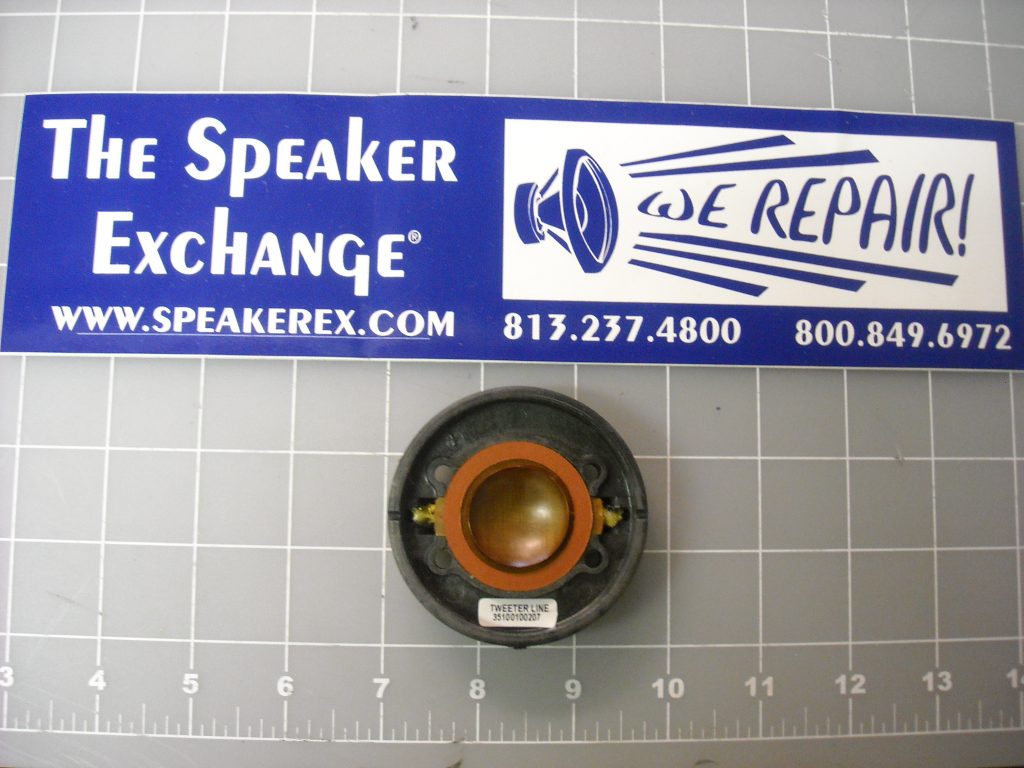 The Speaker
Exchange®
WWW.SPEAKEREX.COM
WE REPAIR!
813.237.4800
800.849.6972
TWEETER LINE
35100100207
3 4 5 6 7 8 9 10 11 12 13 14